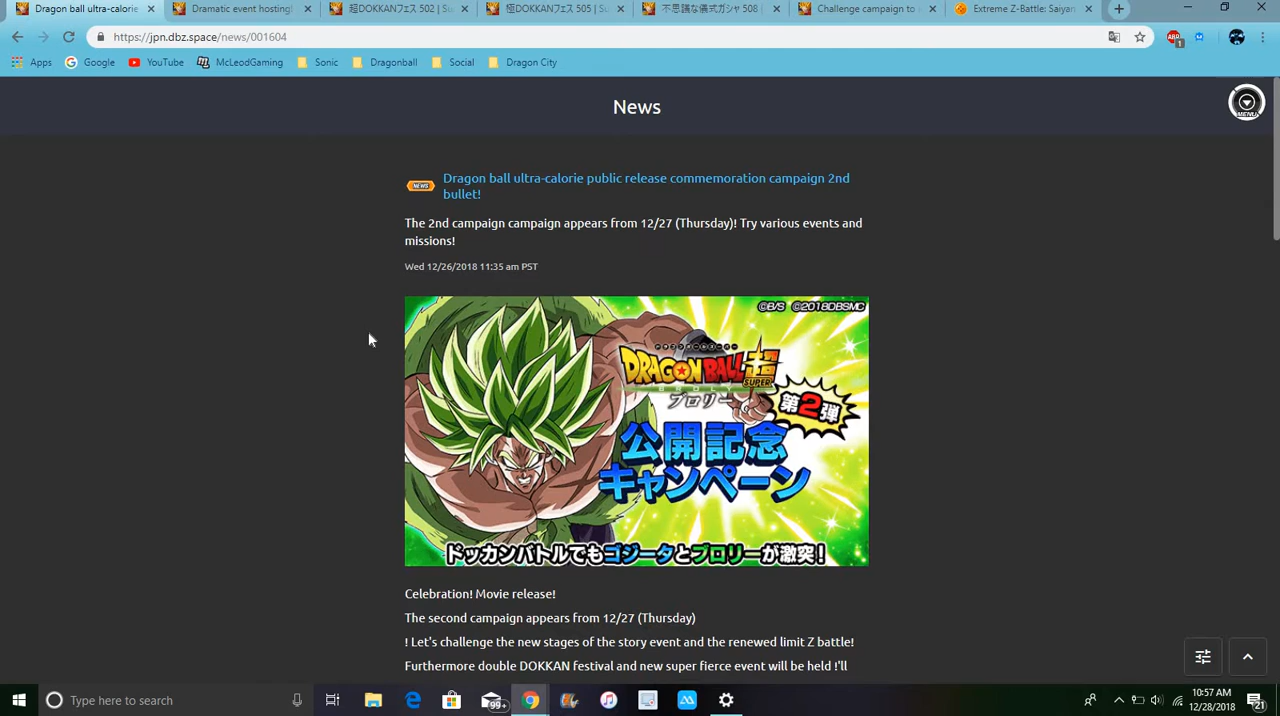 Dragon ball ultra-calorie
Dramatic event hosting!
超DOKKANフェス 502 | S
極DOKKANフェス 505 | Su
不思議な儀式ガシャ 508 |
Challenge campaign to
Extreme Z-Battle: Saiyan
https://jpn.dbz.space/news/001604
ABP
1
Apps
Google
YouTube
McLeodGaming
Sonic
Dragonball
Social
Dragon City
News
MENU
NEWS
Dragon ball ultra-calorie public release commemoration campaign 2nd
bullet!
The 2nd campaign campaign appears from 12/27 (Thursday)! Try various events and
missions!
Wed 12/26/2018 11:35 am PST
©B/S ©2018DBSMC
DRAGON BALL超
SUPER
BROLY
ブロリー
第2弾
公開記念
キャンペーン
ドッカンバトルでもゴジータとブロリーが激突!
Celebration! Movie release!
The second campaign appears from 12/27 (Thursday)
! Let's challenge the new stages of the story event and the renewed limit Z battle!
Furthermore double DOKKAN festival and new super fierce event will be held !'ll
Type here to search
99+
10:57 AM
12/28/2018
21